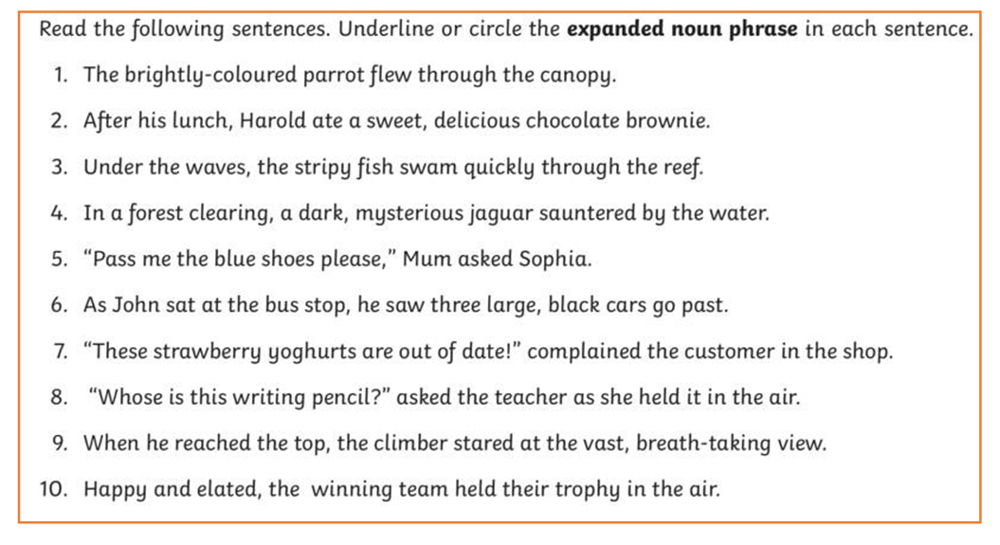 Read the following sentences. Underline or circle the expanded noun phrase in each sentence.
1. The brightly-coloured parrot flew through the canopy.
2. After his lunch, Harold ate a sweet, delicious chocolate brownie.
3. Under the waves, the stripy fish swam quickly through the reef.
4. In a forest clearing, a dark, mysterious jaguar sauntered by the water.
5. “Pass me the blue shoes please,” Mum asked Sophia.
6. As John sat at the bus stop, he saw three large, black cars go past.
7. “These strawberry yoghurts are out of date!” complained the customer in the shop.
8. “Whose is this writing pencil?” asked the teacher as she held it in the air.
9. When he reached the top, the climber stared at the vast, breath-taking view.
10. Happy and elated, the winning team held their trophy in the air.